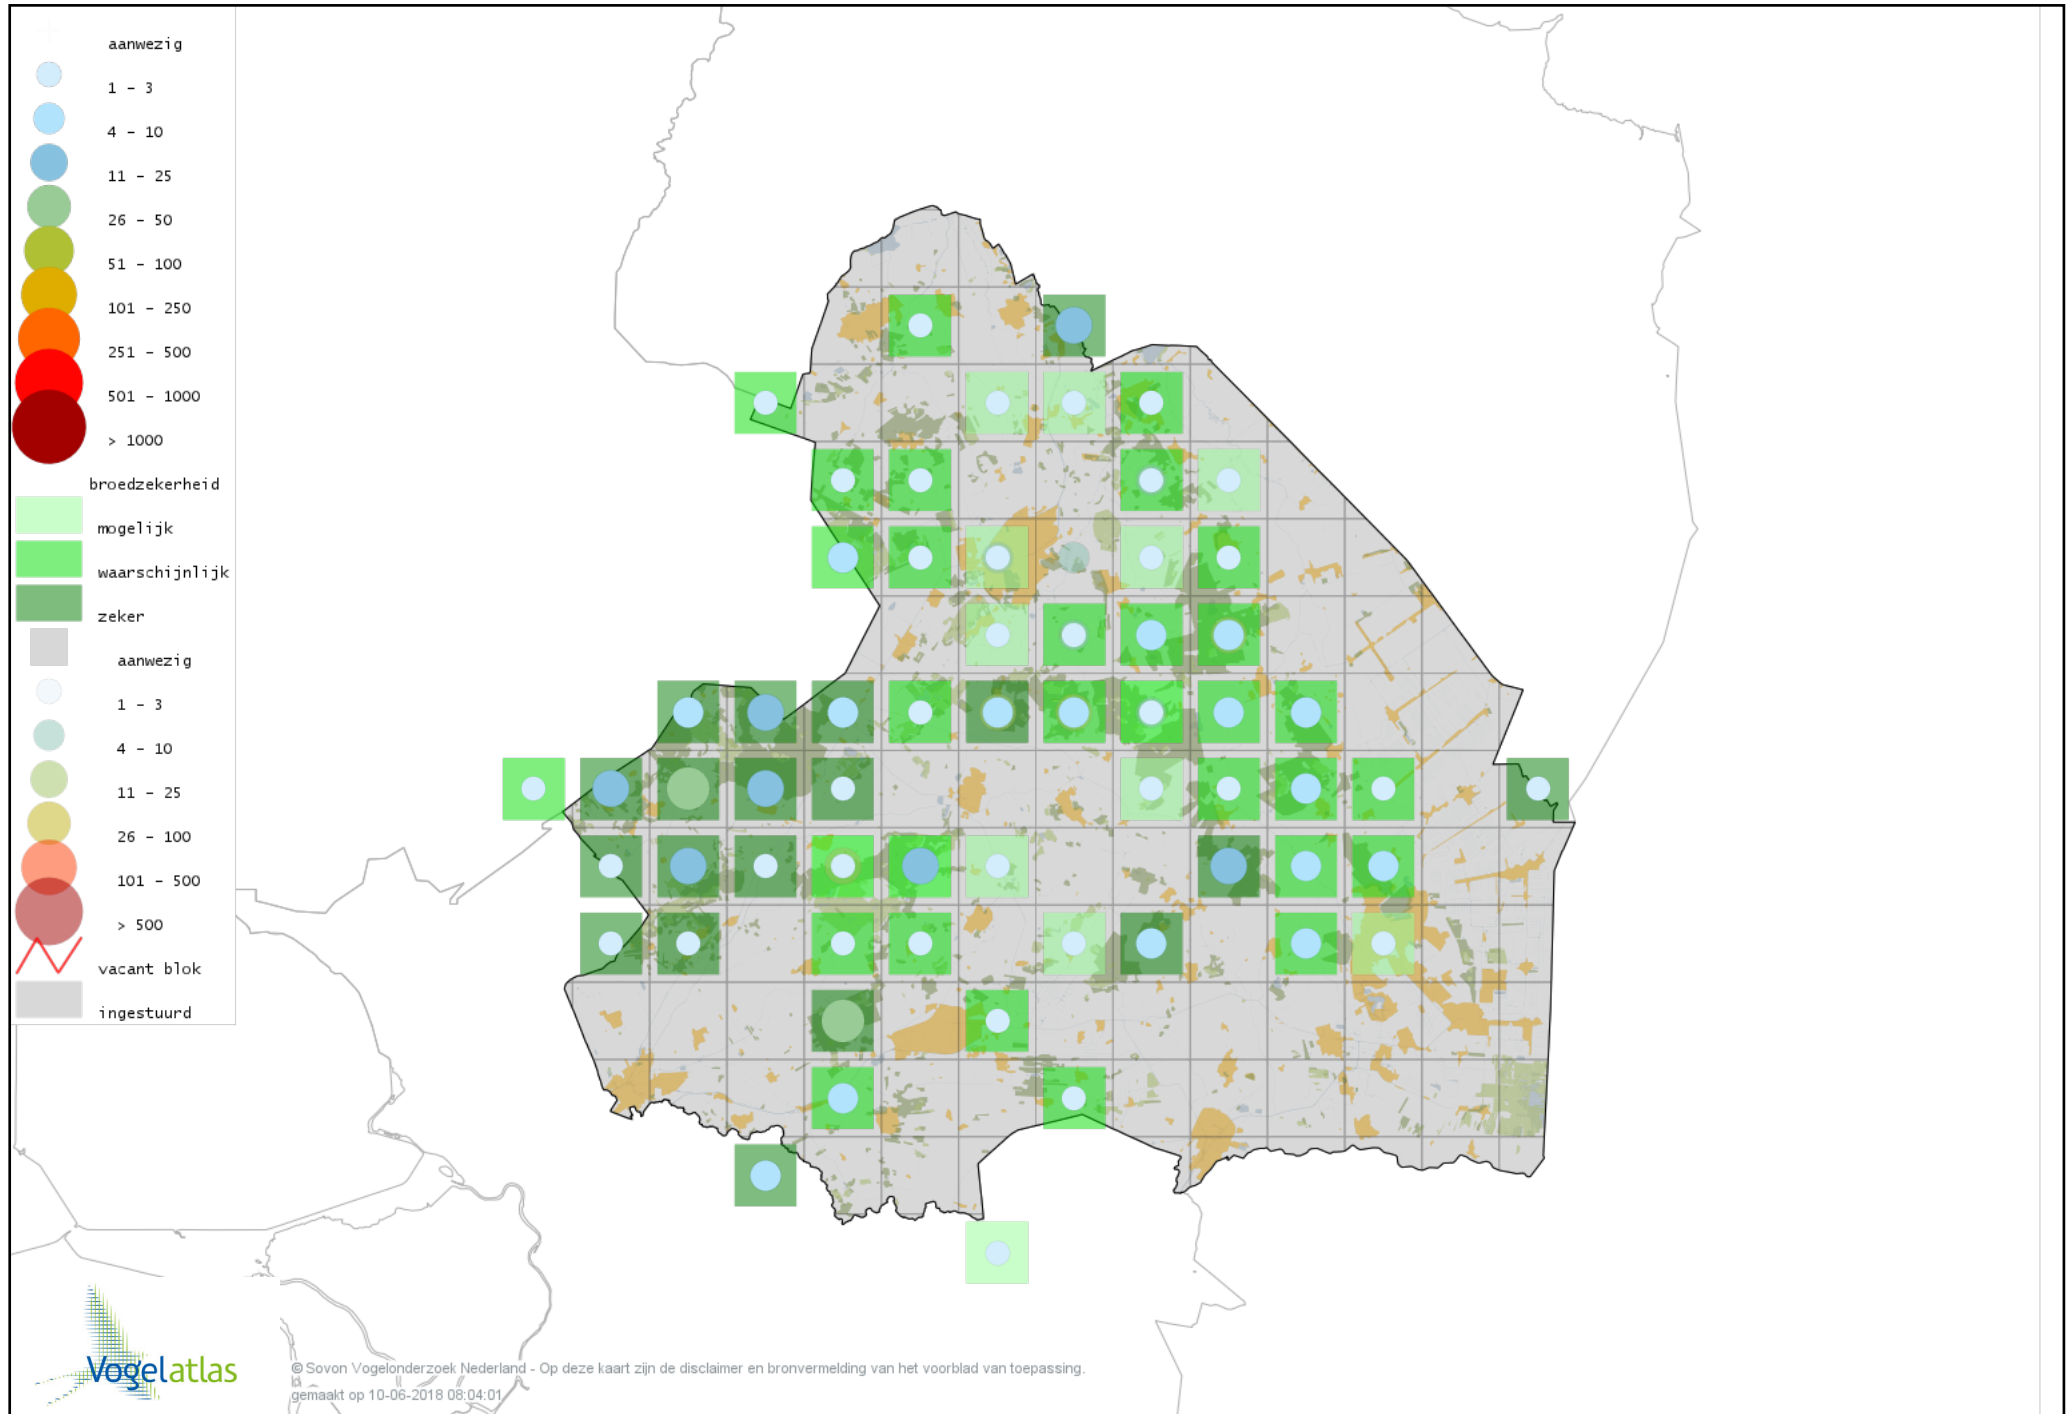 aanwezig
1 - 3
4 - 10
11 - 25
26 - 50
51 - 100
101 - 250
251 - 500
501 - 1000
> 1000
broedzekerheid
mogelijk
waarschijnlijk
zeker
aanwezig
1 - 3
4 - 10
11 - 25
26 - 100
101 - 500
> 500
vacant blok
ingestuurd
Vogelatlas
© Sovon Vogelonderzoek Nederland - Op deze kaart zijn de disclaimer en bronvermelding van het voorblad van toepassing.
gemaakt op 10-06-2018 08:04:01